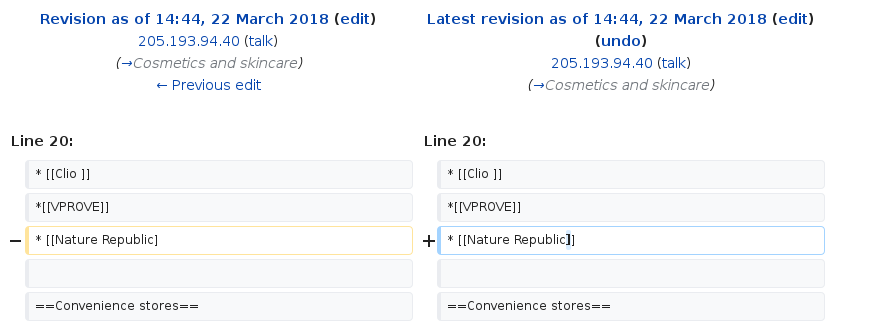 Revision as of 14:44, 22 March 2018 (edit)
205.193.94.40 (talk)
(→Cosmetics and skincare)
← Previous edit
Latest revision as of 14:44, 22 March 2018 (edit)
(undo)
205.193.94.40 (talk)
(→Cosmetics and skincare)
Line 20:
Line 20:
* [[Clio ]]
* [[Clio ]]
*[[VPROVE]]
*[[VPROVE]]
− * [[Nature Republic]
+ * [[Nature Republic]]
==Convenience stores==
==Convenience stores==